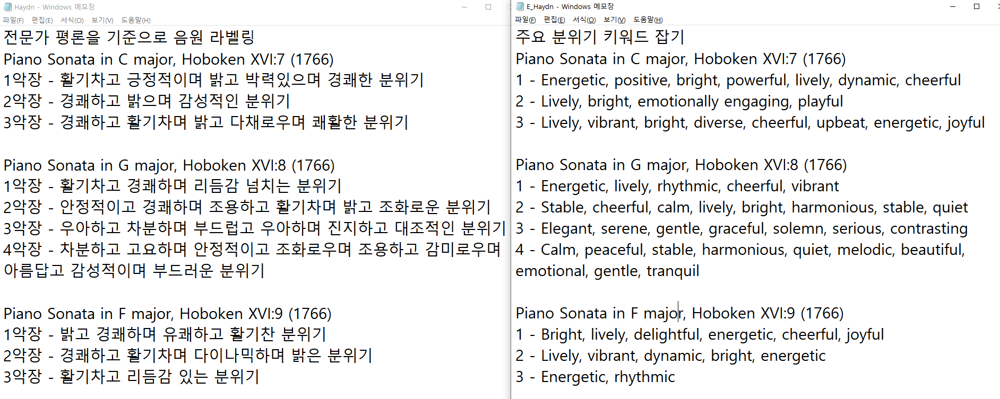 Haydn - Windows 메모장
파일(F) 편집(E) 서식(O) 보기(V) 도움말(H)
전문가 평론을 기준으로 음원 라벨링
Piano Sonata in C major, Hoboken XVI:7 (1766)
1악장 - 활기차고 긍정적이며 밝고 박력있으며 경쾌한 분위기
2악장 - 경쾌하고 밝으며 감성적인 분위기
3악장 - 경쾌하고 활기차며 밝고 다채로우며 쾌활한 분위기
Piano Sonata in G major, Hoboken XVI:8 (1766)
1악장 - 활기차고 경쾌하며 리듬감 넘치는 분위기
2악장 - 안정적이고 경쾌하며 조용하고 활기차며 밝고 조화로운 분위기
3악장 - 우아하고 차분하며 부드럽고 우아하며 진지하고 대조적인 분위기
4악장 - 차분하고 고요하며 안정적이고 조화로우며 조용하고 감미로우며
아름답고 감성적이며 부드러운 분위기
Piano Sonata in F major, Hoboken XVI:9 (1766)
1악장 - 밝고 경쾌하며 유쾌하고 활기찬 분위기
2악장 - 경쾌하고 활기차며 다이나믹하며 밝은 분위기
3악장 - 활기차고 리듬감 있는 분위기
E_Haydn - Windows 메모장
파일(F) 편집(E) 서식(O) 보기(V) 도움말(H)
주요 분위기 키워드 잡기
Piano Sonata in C major, Hoboken XVI:7 (1766)
1 - Energetic, positive, bright, powerful, lively, dynamic, cheerful
2 - Lively, bright, emotionally engaging, playful
3 - Lively, vibrant, bright, diverse, cheerful, upbeat, energetic, joyful
Piano Sonata in G major, Hoboken XVI:8 (1766)
1 - Energetic, lively, rhythmic, cheerful, vibrant
2 - Stable, cheerful, calm, lively, bright, harmonious, stable, quiet
3 - Elegant, serene, gentle, graceful, solemn, serious, contrasting
4 - Calm, peaceful, stable, harmonious, quiet, melodic, beautiful,
emotional, gentle, tranquil
Piano Sonata in F major, Hoboken XVI:9 (1766)
1 - Bright, lively, delightful, energetic, cheerful, joyful
2 - Lively, vibrant, dynamic, bright, energetic
3 - Energetic, rhythmic